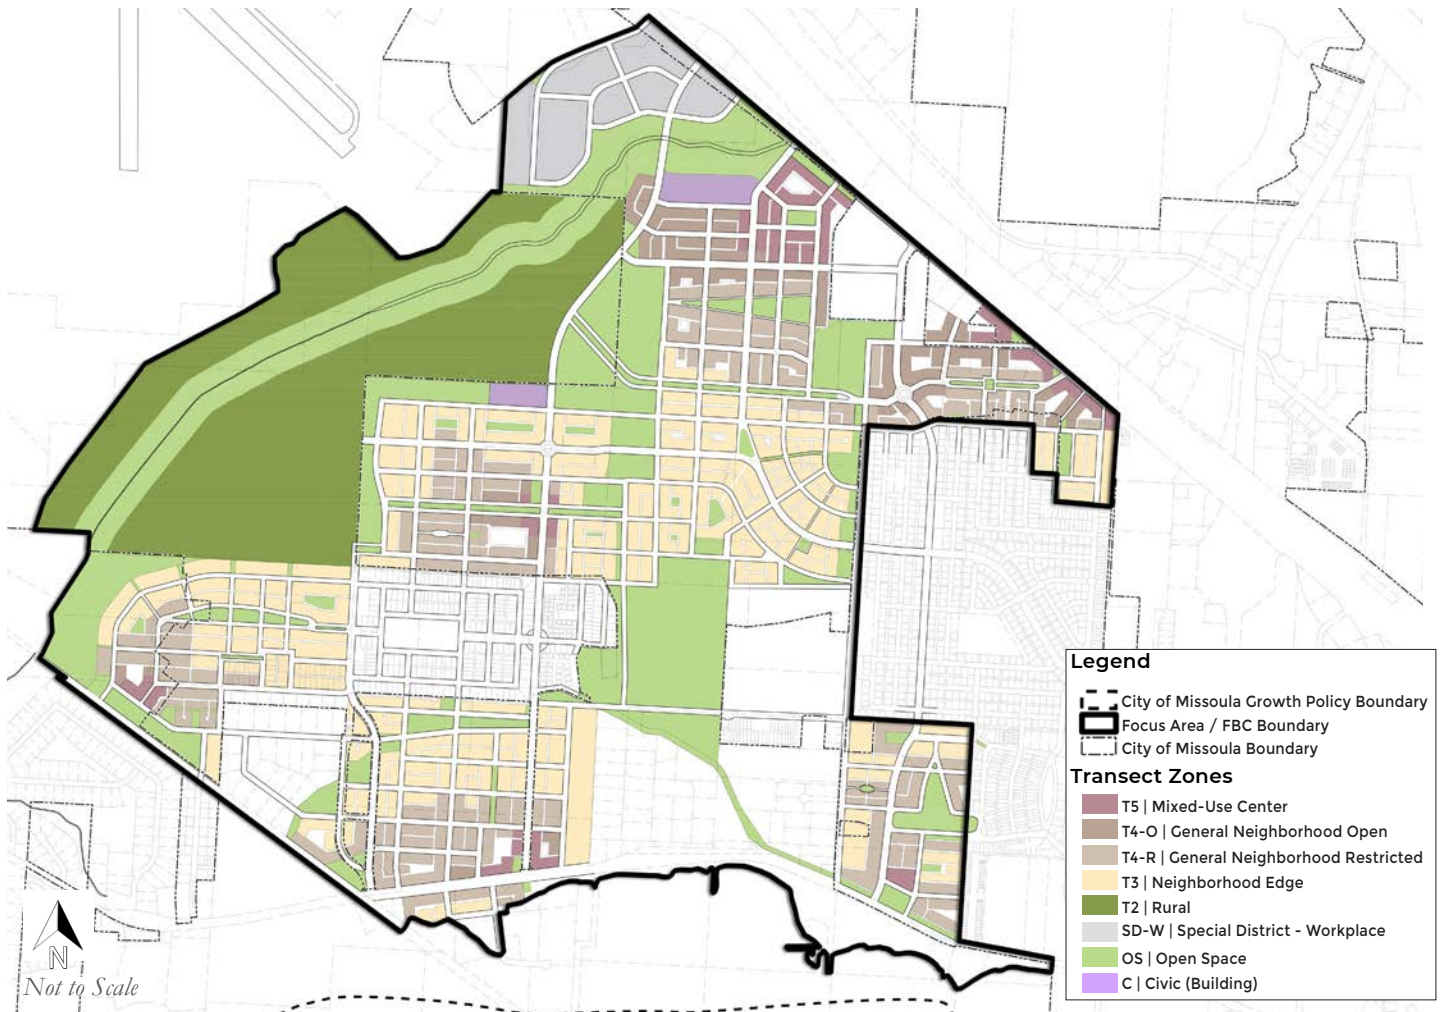 Legend
City of Missoula Growth Policy Boundary
Focus Area / FBC Boundary
City of Missoula Boundary
Transect Zones
T5 | Mixed-Use Center
T4-O | General Neighborhood Open
T4-R | General Neighborhood Restricted
T3 | Neighborhood Edge
T2 | Rural
SD-W | Special District - Workplace
OS | Open Space
C | Civic (Building)
N
Not to Scale